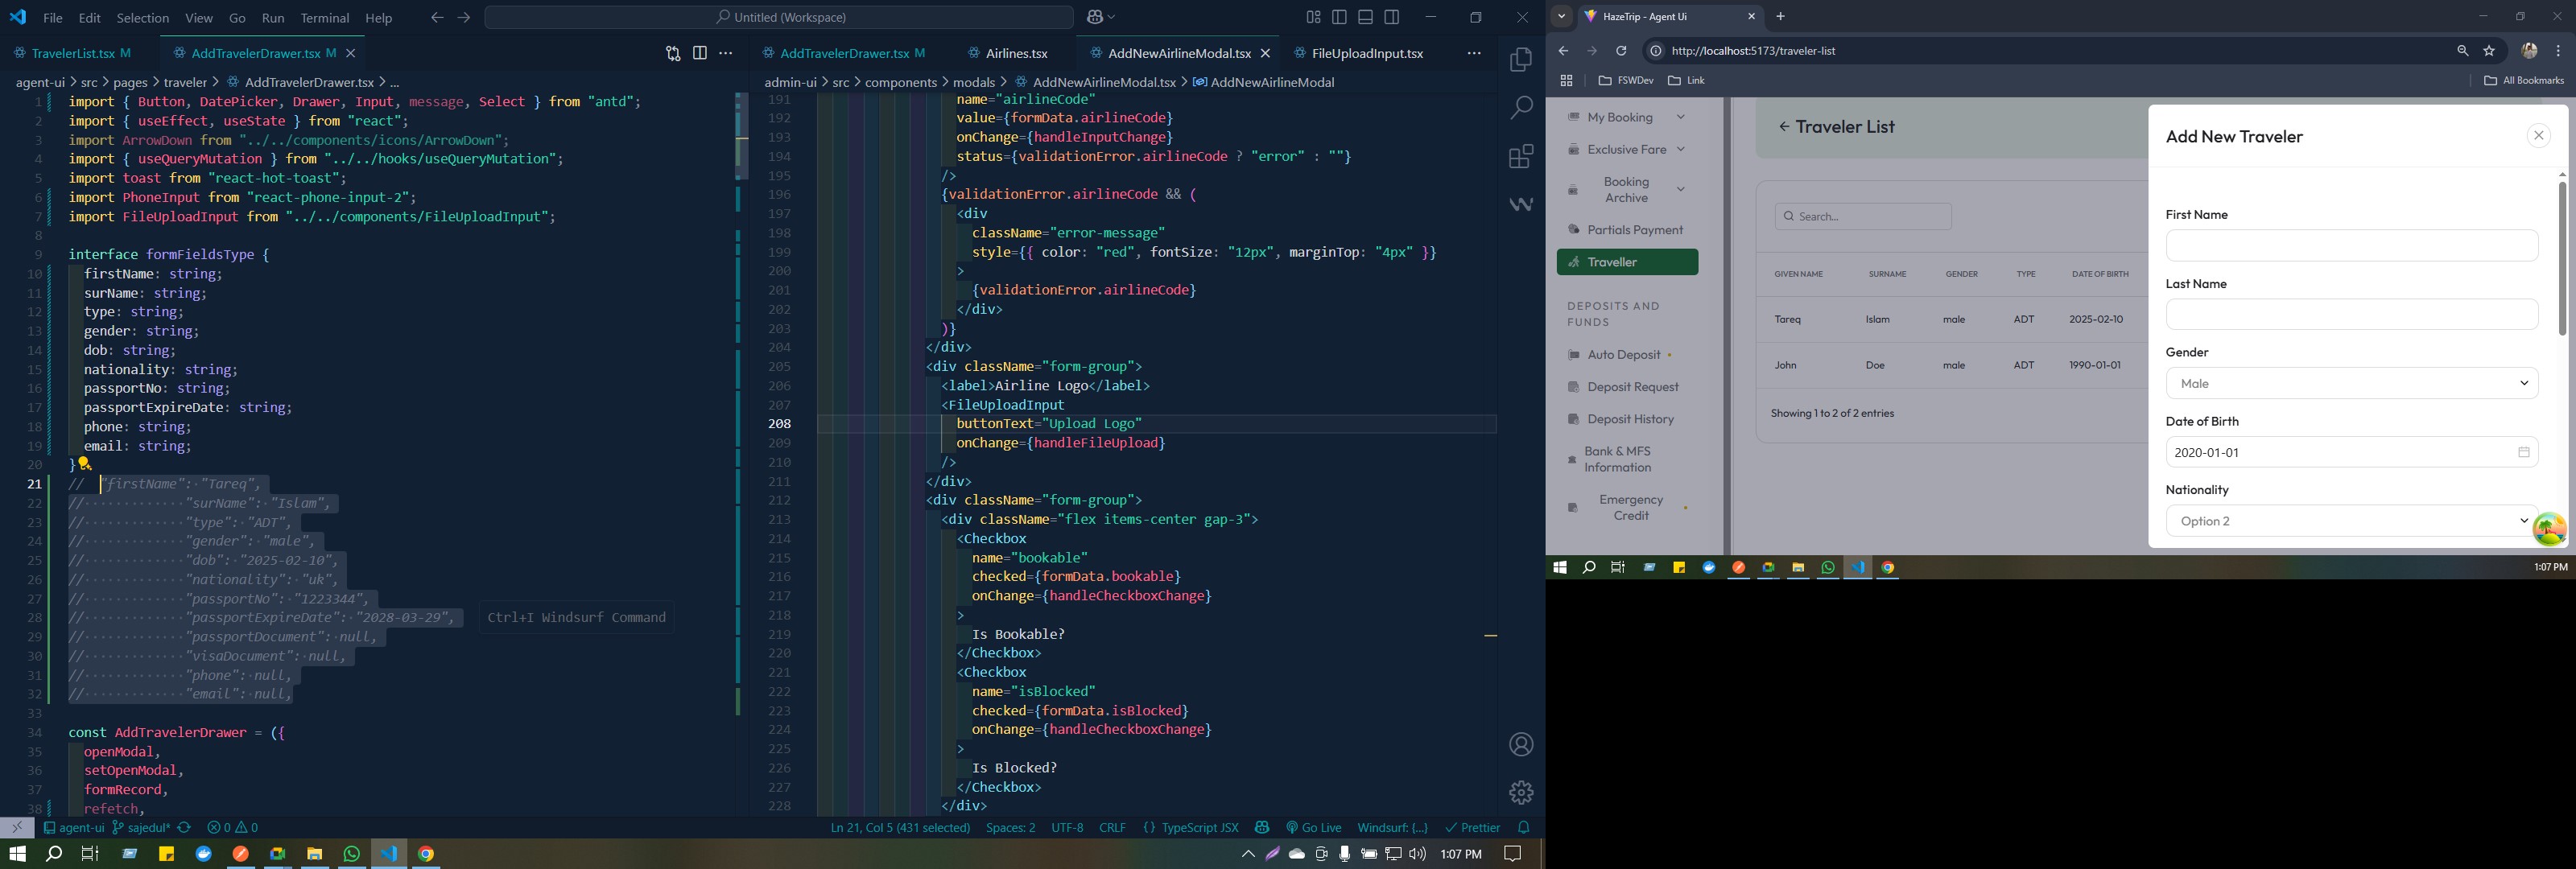 File Edit Selection View Go Run Terminal Help
Untitled (Workspace)
TravelerList.tsx M
AddTravelerDrawer.tsx M
agent-ui > src > pages > traveler > AddTravelerDrawer.tsx > ...
1 import { Button, DatePicker, Drawer, Input, message, Select } from "antd";
2 import { useEffect, useState } from "react";
3 import ArrowDown from "../../components/icons/ArrowDown";
4 import { useQueryMutation } from "../../hooks/useQueryMutation";
5 import toast from "react-hot-toast";
6 import PhoneInput from "react-phone-input-2";
7 import FileUploadInput from "../../components/FileUploadInput";
8
9 interface formFieldsType {
10 firstName: string;
11 surName: string;
12 type: string;
13 gender: string;
14 dob: string;
15 nationality: string;
16 passportNo: string;
17 passportExpireDate: string;
18 phone: string;
19 email: string;
20 }
21 // "firstName": "Tareq",
22 // "surName": "Islam",
23 // "type": "ADT",
24 // "gender": "male",
25 // "dob": "2025-02-10",
26 // "nationality": "uk",
27 // "passportNo": "1223344",
28 // "passportExpireDate": "2028-03-29",
Ctrl+I Windsurf Command
29 // "passportDocument": null,
30 // "visaDocument": null,
31 // "phone": null,
32 // "email": null,
33
34 const AddTravelerDrawer = ({
35 openModal,
36 setOpenModal,
37 formRecord,
38 refetch,
AddTravelerDrawer.tsx M
Airlines.tsx
AddNewAirlineModal.tsx
FileUploadInput.tsx
admin-ui > src > components > modals > AddNewAirlineModal.tsx > AddNewAirlineModal
191 name="airlineCode"
192 value={formData.airlineCode}
193 onChange={handleInputChange}
194 status={validationError.airlineCode ? "error" : ""}
195 />
196 {validationError.airlineCode && (
197 <div
198 className="error-message"
199 style={{ color: "red", fontSize: "12px", marginTop: "4px" }}
200 >
201 {validationError.airlineCode}
202 </div>
203 )}
204 </div>
205 <div className="form-group">
206 <label>Airline Logo</label>
207 <FileUploadInput
208 buttonText="Upload Logo"
209 onChange={handleFileUpload}
210 />
211 </div>
212 <div className="form-group">
213 <div className="flex items-center gap-3">
214 <Checkbox
215 name="bookable"
216 checked={formData.bookable}
217 onChange={handleCheckboxChange}
218 >
219 Is Bookable?
220 </Checkbox>
221 <Checkbox
222 name="isBlocked"
223 checked={formData.isBlocked}
224 onChange={handleCheckboxChange}
225 >
226 Is Blocked?
227 </Checkbox>
228 </div>
agent-ui sajedul* 0 0
Ln 21, Col 5 (431 selected) Spaces: 2 UTF-8 CRLF {} TypeScript JSX Go Live Windsurf: {...} Prettier
1:07 PM
HazeTrip - Agent Ui
http://localhost:5173/traveler-list
FSWDev
Link
All Bookmarks
My Booking
Exclusive Fare
Booking
Archive
Partials Payment
Traveller
DEPOSITS AND
FUNDS
Auto Deposit
Deposit Request
Deposit History
Bank & MFS
Information
Emergency
Credit
Traveler List
Search...
GIVEN NAME SURNAME GENDER TYPE DATE OF BIRTH
Tareq Islam male ADT 2025-02-10
John Doe male ADT 1990-01-01
Showing 1 to 2 of 2 entries
Add New Traveler
First Name
Last Name
Gender
Male
Date of Birth
2020-01-01
Nationality
Option 2
1:07 PM